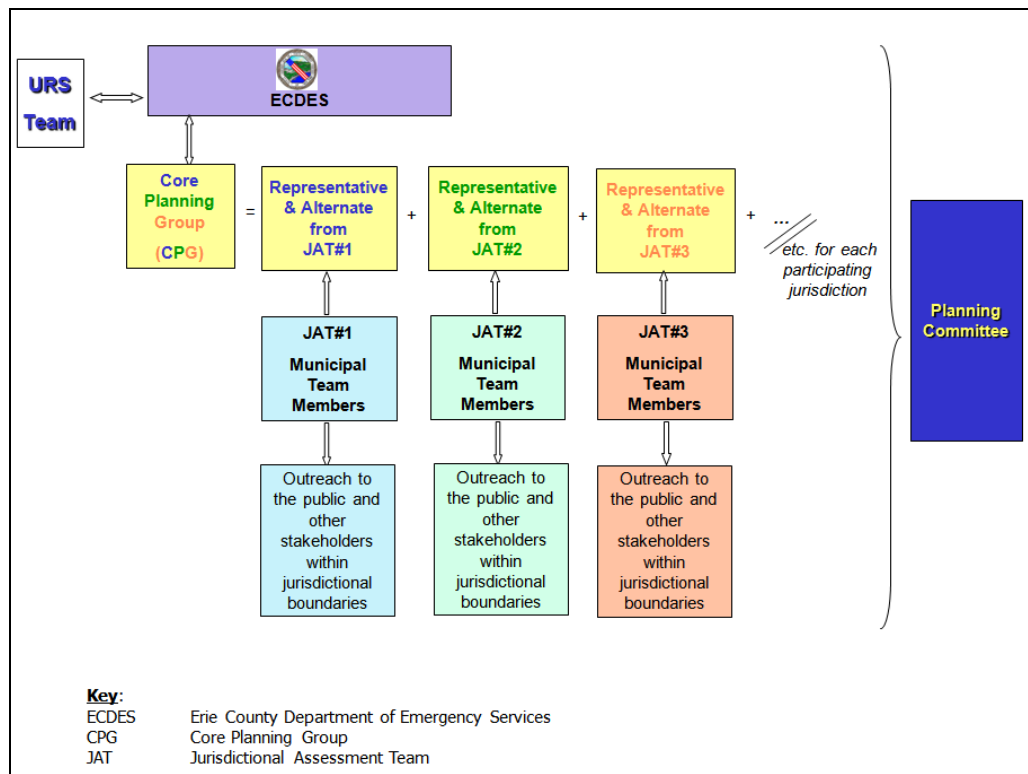 URS
Team
ECDES
Core
Planning
Group
(CPG)
=
Representative
& Alternate
from
JAT#1
+
Representative
& Alternate
from
JAT#2
+
Representative
& Alternate
from
JAT#3
+
...
etc. for each
participating
jurisdiction
JAT#1
Municipal
Team
Members
JAT#2
Municipal
Team
Members
JAT#3
Municipal
Team
Members
Outreach to
the public and
other
stakeholders
within
jurisdictional
boundaries
Outreach to
the public and
other
stakeholders
within
jurisdictional
boundaries
Outreach to
the public and
other
stakeholders
within
jurisdictional
boundaries
Planning
Committee
Key:
ECDES Erie County Department of Emergency Services
CPG Core Planning Group
JAT Jurisdictional Assessment Team